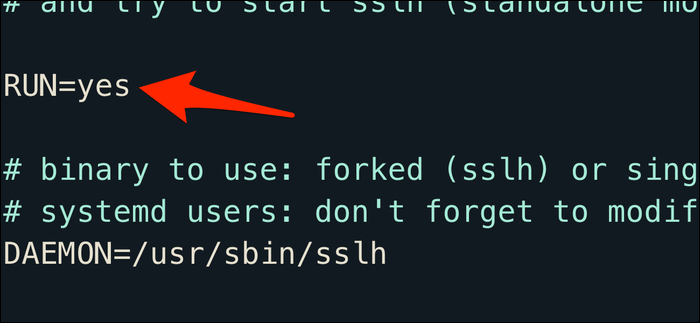 # and try to start sslh (standalone mo
RUN=yes
# binary to use: forked (sslh) or sing
# systemd users: don't forget to modif
DAEMON=/usr/sbin/sslh